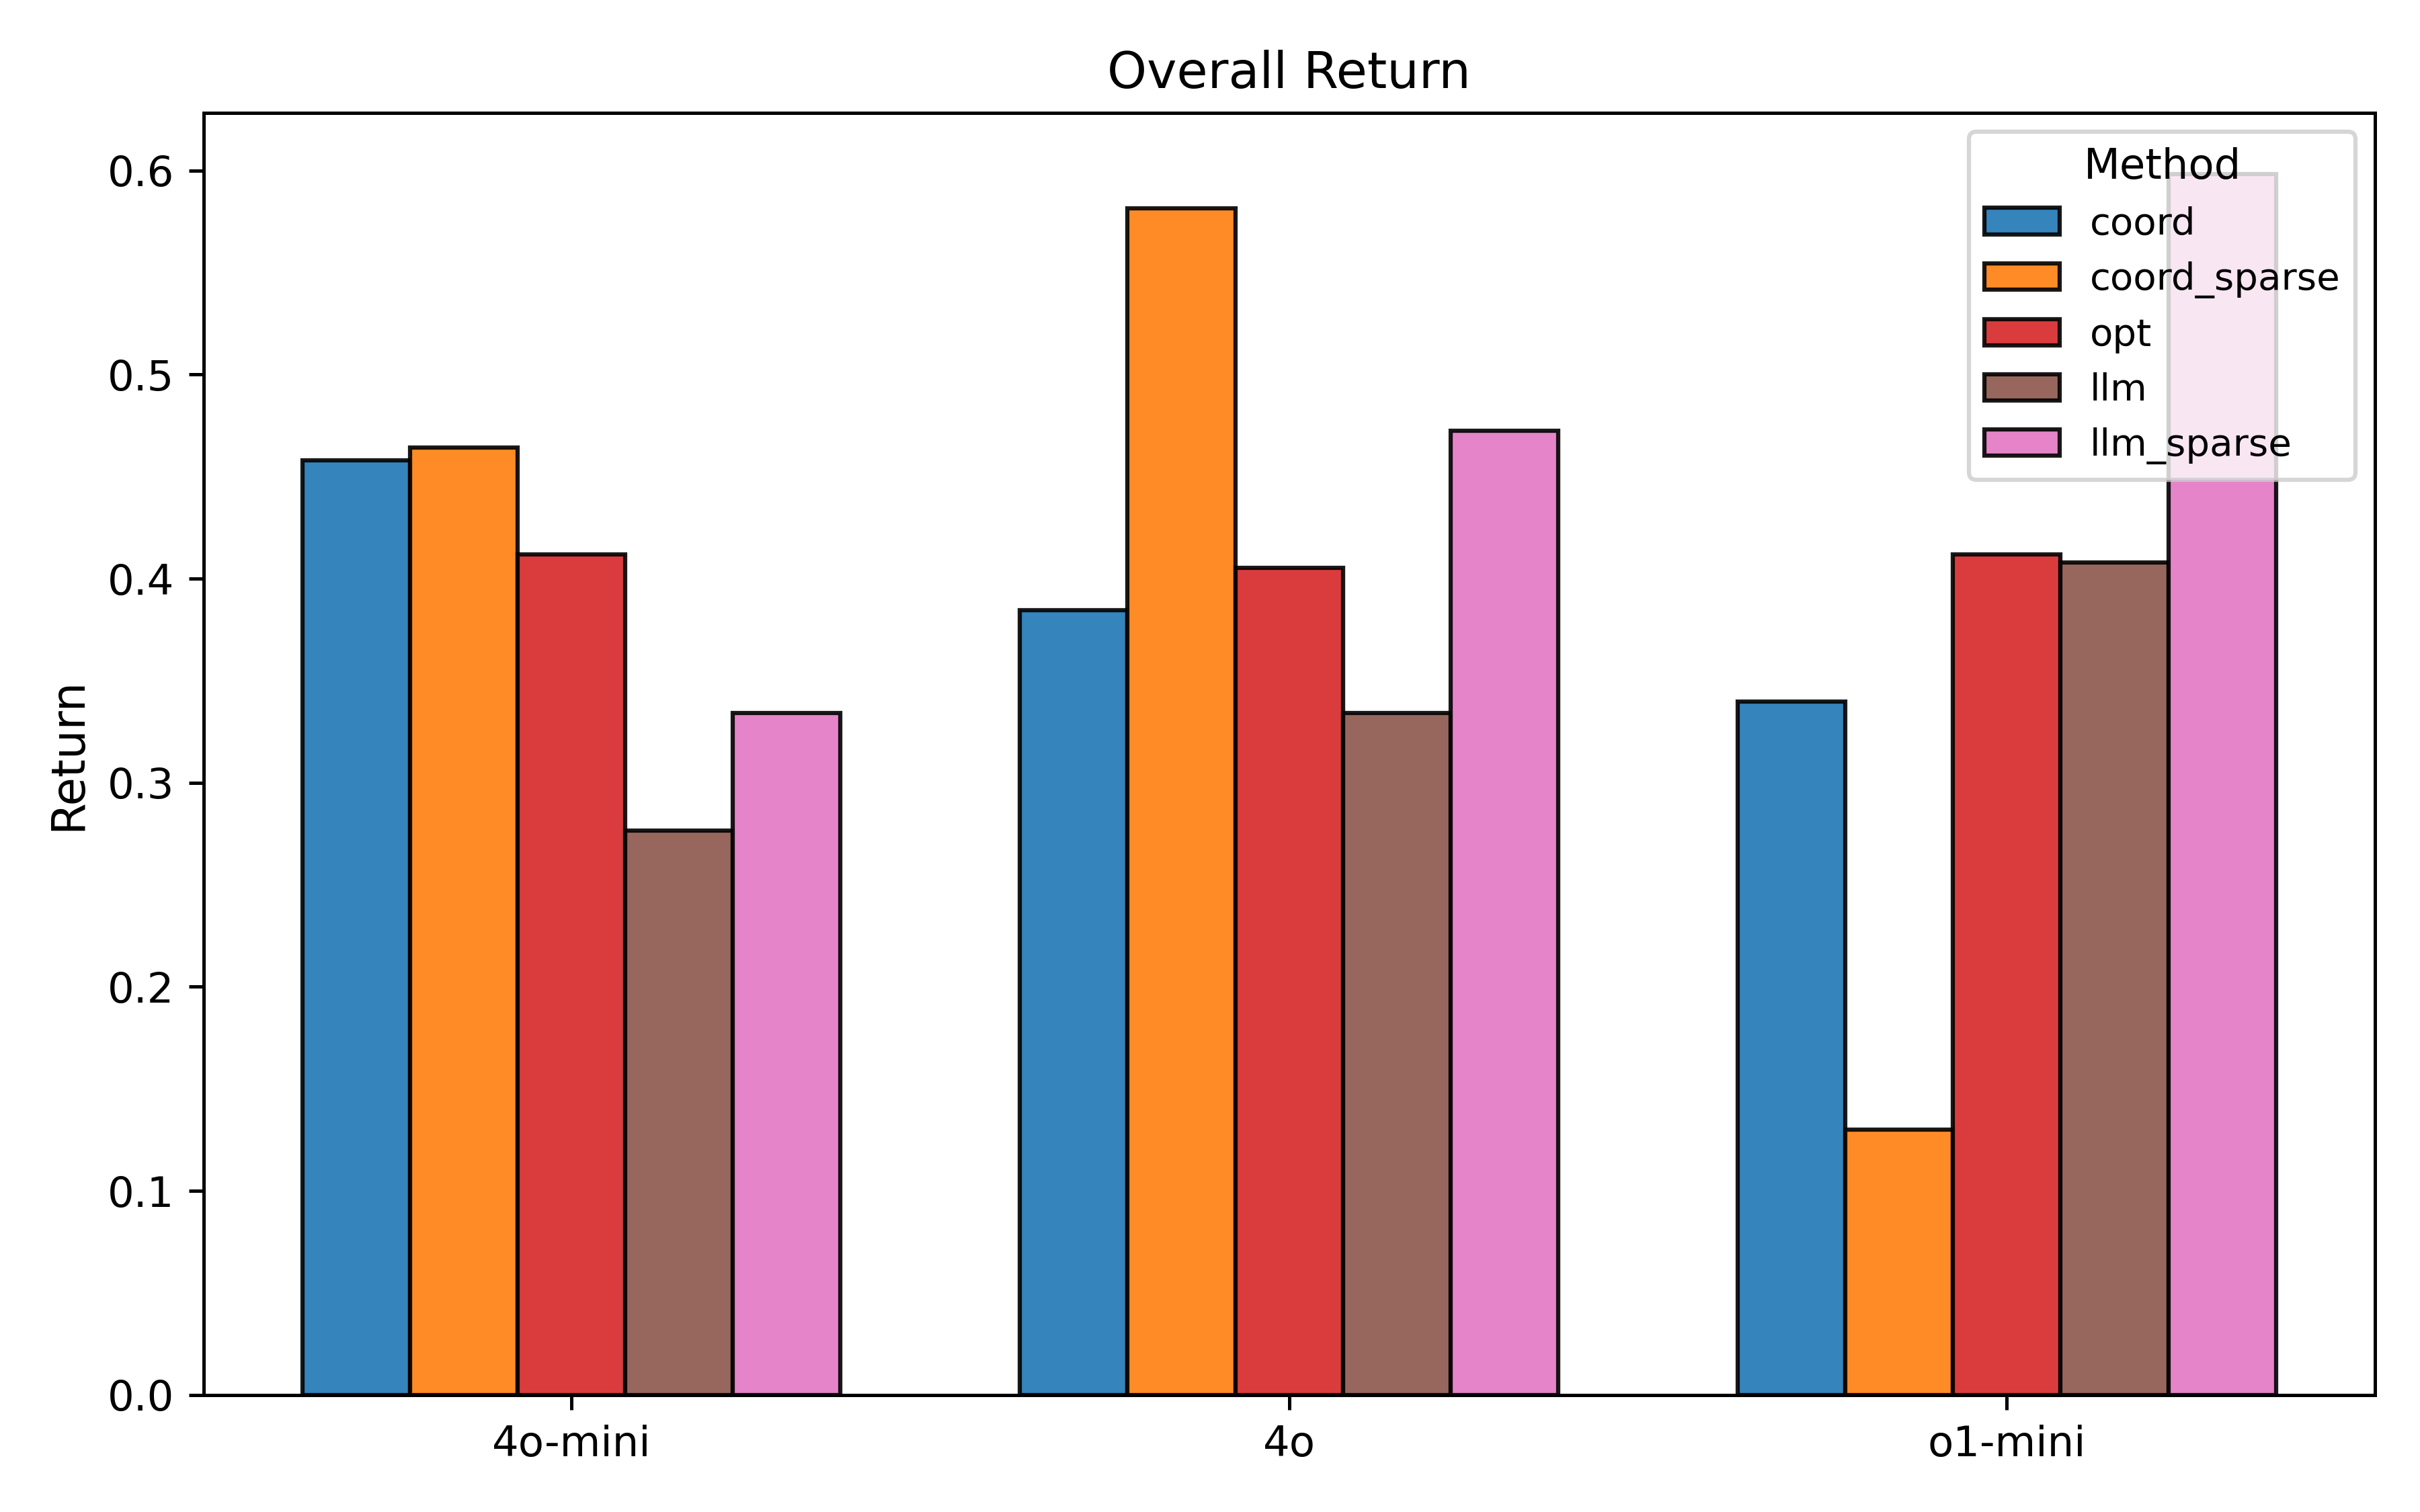 Overall Return
Return
0.6
0.5
0.4
0.3
0.2
0.1
0.0
4o-mini
4o
o1-mini
Method
coord
coord_sparse
opt
llm
llm_sparse